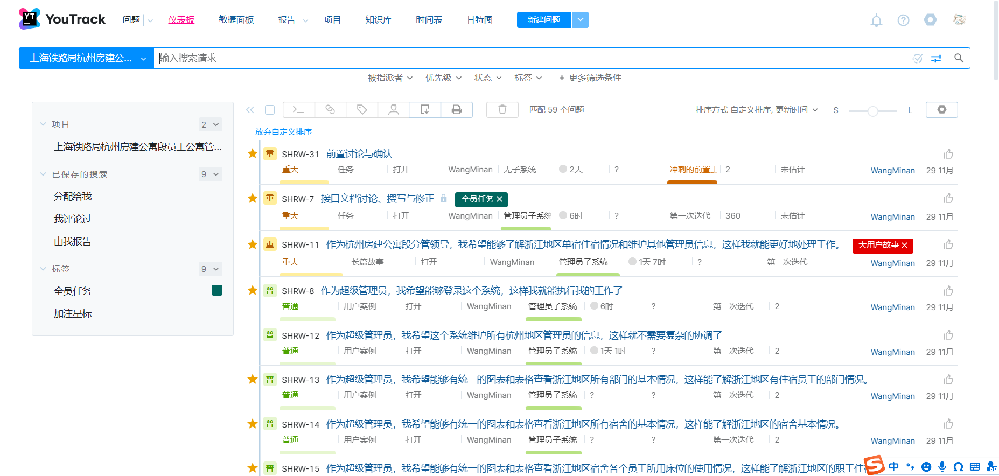 YT YouTrack 问题 仪表板 敏捷面板 报告 项目 知识库 时间表 甘特图 新建问题
上海铁路局杭州房建公... 输入搜索请求
被指派者 优先级 状态 标签 + 更多筛选条件
项目 2
上海铁路局杭州房建公寓段员工公寓管...
已保存的搜索 9
分配给我
我评论过
由我报告
标签 9
全员任务
加注星标
匹配 59 个问题 排序方式 自定义排序, 更新时间 S L
放弃自定义排序
重 SHRW-31 前置讨论与确认
重大 任务 打开 WangMinan 无子系统 2天 ? 冲刺的前置工 2 未估计 WangMinan 29 11月
重 SHRW-7 接口文档讨论、撰写与修正 全员任务 ×
重大 任务 打开 WangMinan 管理员子系统 6时 ? 第一次迭代 360 未估计 WangMinan 29 11月
重 SHRW-11 作为杭州房建公寓段分管领导，我希望能够了解浙江地区单宿住宿情况和维护其他管理员信息，这样我就能更好地处理工作。 大用户故事 ×
重大 长篇故事 打开 WangMinan 管理员子系统 1天 7时 ? 第一次迭代 WangMinan 29 11月
普 SHRW-8 作为超级管理员，我希望能够登录这个系统，这样我就能执行我的工作了
普通 用户案例 打开 WangMinan 管理员子系统 6时 ? 第一次迭代 2 WangMinan 29 11月
普 SHRW-12 作为超级管理员，我希望这个系统维护所有杭州地区管理员的信息，这样就不需要复杂的协调了
普通 用户案例 打开 WangMinan 管理员子系统 1天 1时 ? 第一次迭代 2 WangMinan 29 11月
普 SHRW-13 作为超级管理员，我希望能够有统一的图表和表格查看浙江地区所有部门的基本情况，这样能了解浙江地区有住宿员工的部门情况。
普通 用户案例 打开 WangMinan 管理员子系统 ? ? 第一次迭代 2 WangMinan 29 11月
普 SHRW-14 作为超级管理员，我希望能够有统一的图表和表格查看浙江地区所有宿舍的基本情况，这样能了解浙江地区的宿舍基本情况。
普通 用户案例 打开 WangMinan 管理员子系统 ? ? 第一次迭代 2 WangMinan 29 11月
普 SHRW-15 作为超级管理员，我希望能够有统一的图表和表格查看浙江地区宿舍各个员工所用床位的使用情况，这样能了解浙江地区的职工住
S 中